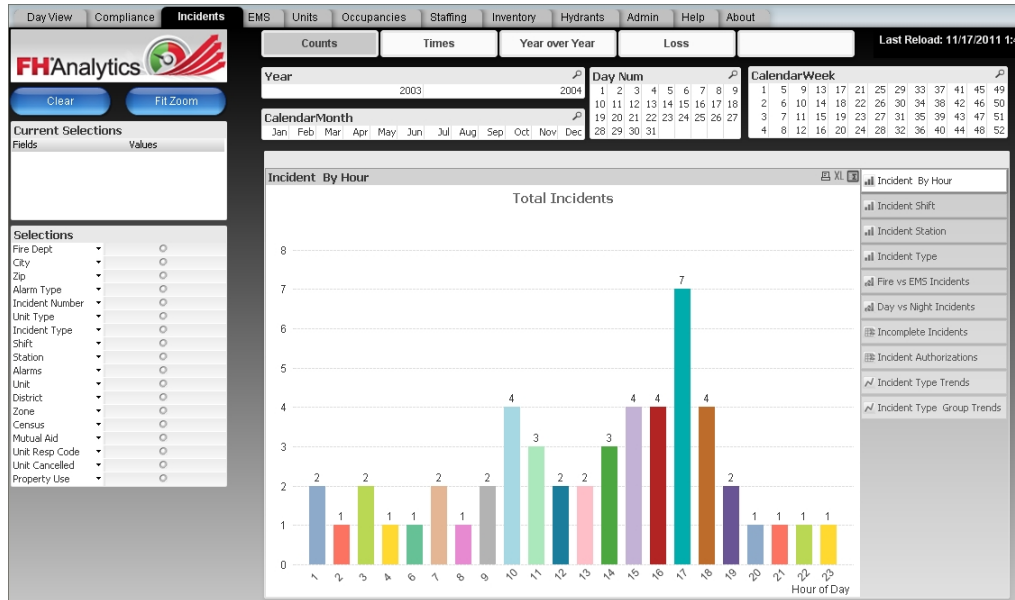 DayView Compliance Incidents EMS Units Occupancies Staffing Inventory Hydrants Admin Help About
FH Analytics
Clear Fit Zoom
Current Selections
Fields Values
Selections
Fire Dept
City
Zip
Alarm Type
Incident Number
Unit Type
Incident Type
Shift
Station
Alarms
Unit
District
Zone
Census
Mutual Aid
Unit Resp Code
Unit Cancelled
Property Use
Counts Times Year over Year Loss
Last Reload: 11/17/2011 1:4
Year
2003 2004
CalendarMonth
Jan Feb Mar Apr May Jun Jul Aug Sep Oct Nov Dec
Day Num
1 2 3 4 5 6 7 8 9
10 11 12 13 14 15 16 17 18
19 20 21 22 23 24 25 26 27
28 29 30 31
CalendarWeek
1 5 9 13 17 21 25 29 33 37 41 45 49
2 6 10 14 18 22 26 30 34 38 42 46 50
3 7 11 15 19 23 27 31 35 39 43 47 51
4 8 12 16 20 24 28 32 36 40 44 48 52
Incident By Hour XL
Total Incidents
8
7
6
5
4
3
2
1
0
2 1 2 1 1 2 1 2 4 3 2 2 3 4 4 7 4 2 1 1 1 1
1 2 3 4 6 7 8 9 10 11 12 13 14 15 16 17 18 19 20 21 22 23
Hour of Day
Incident By Hour
Incident Shift
Incident Station
Incident Type
Fire vs EMS Incidents
Day vs Night Incidents
Incomplete Incidents
Incident Authorizations
Incident Type Trends
Incident Type Group Trends